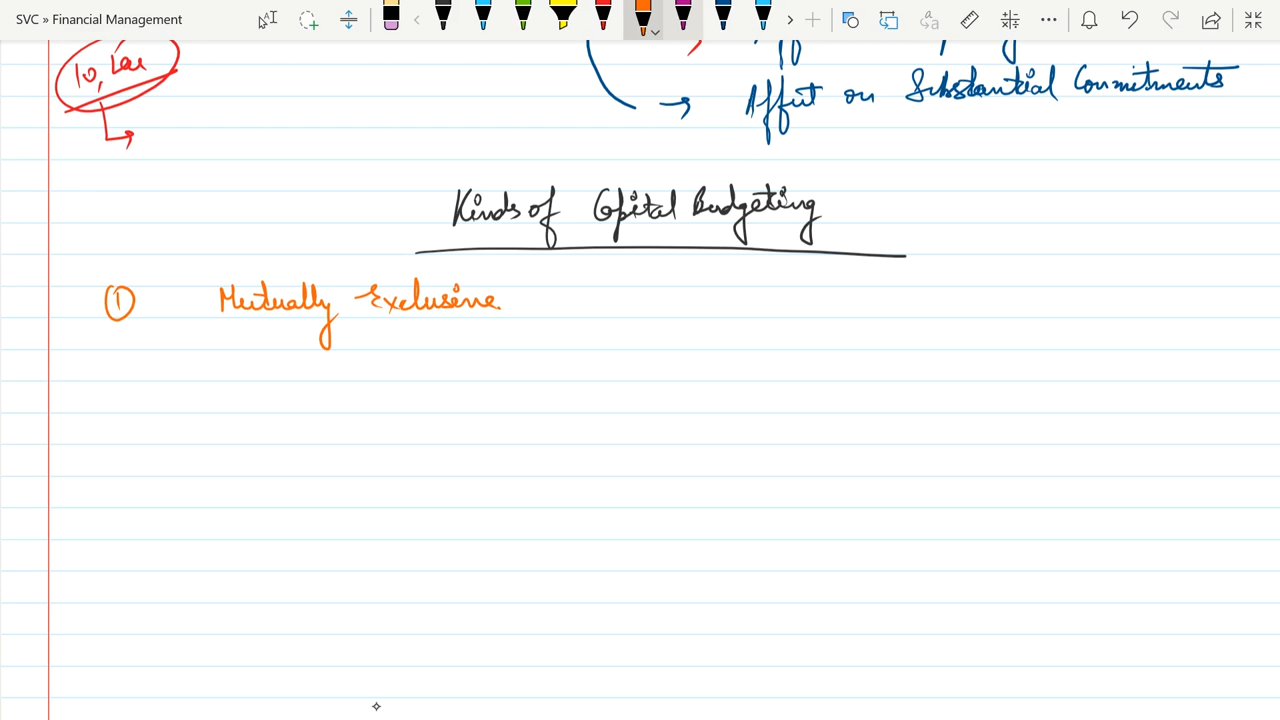 SVC » Financial Management
10, Lac
→ Affect on Substantial Commitments
Kinds of Capital Budgeting
① Mutually Exclusive